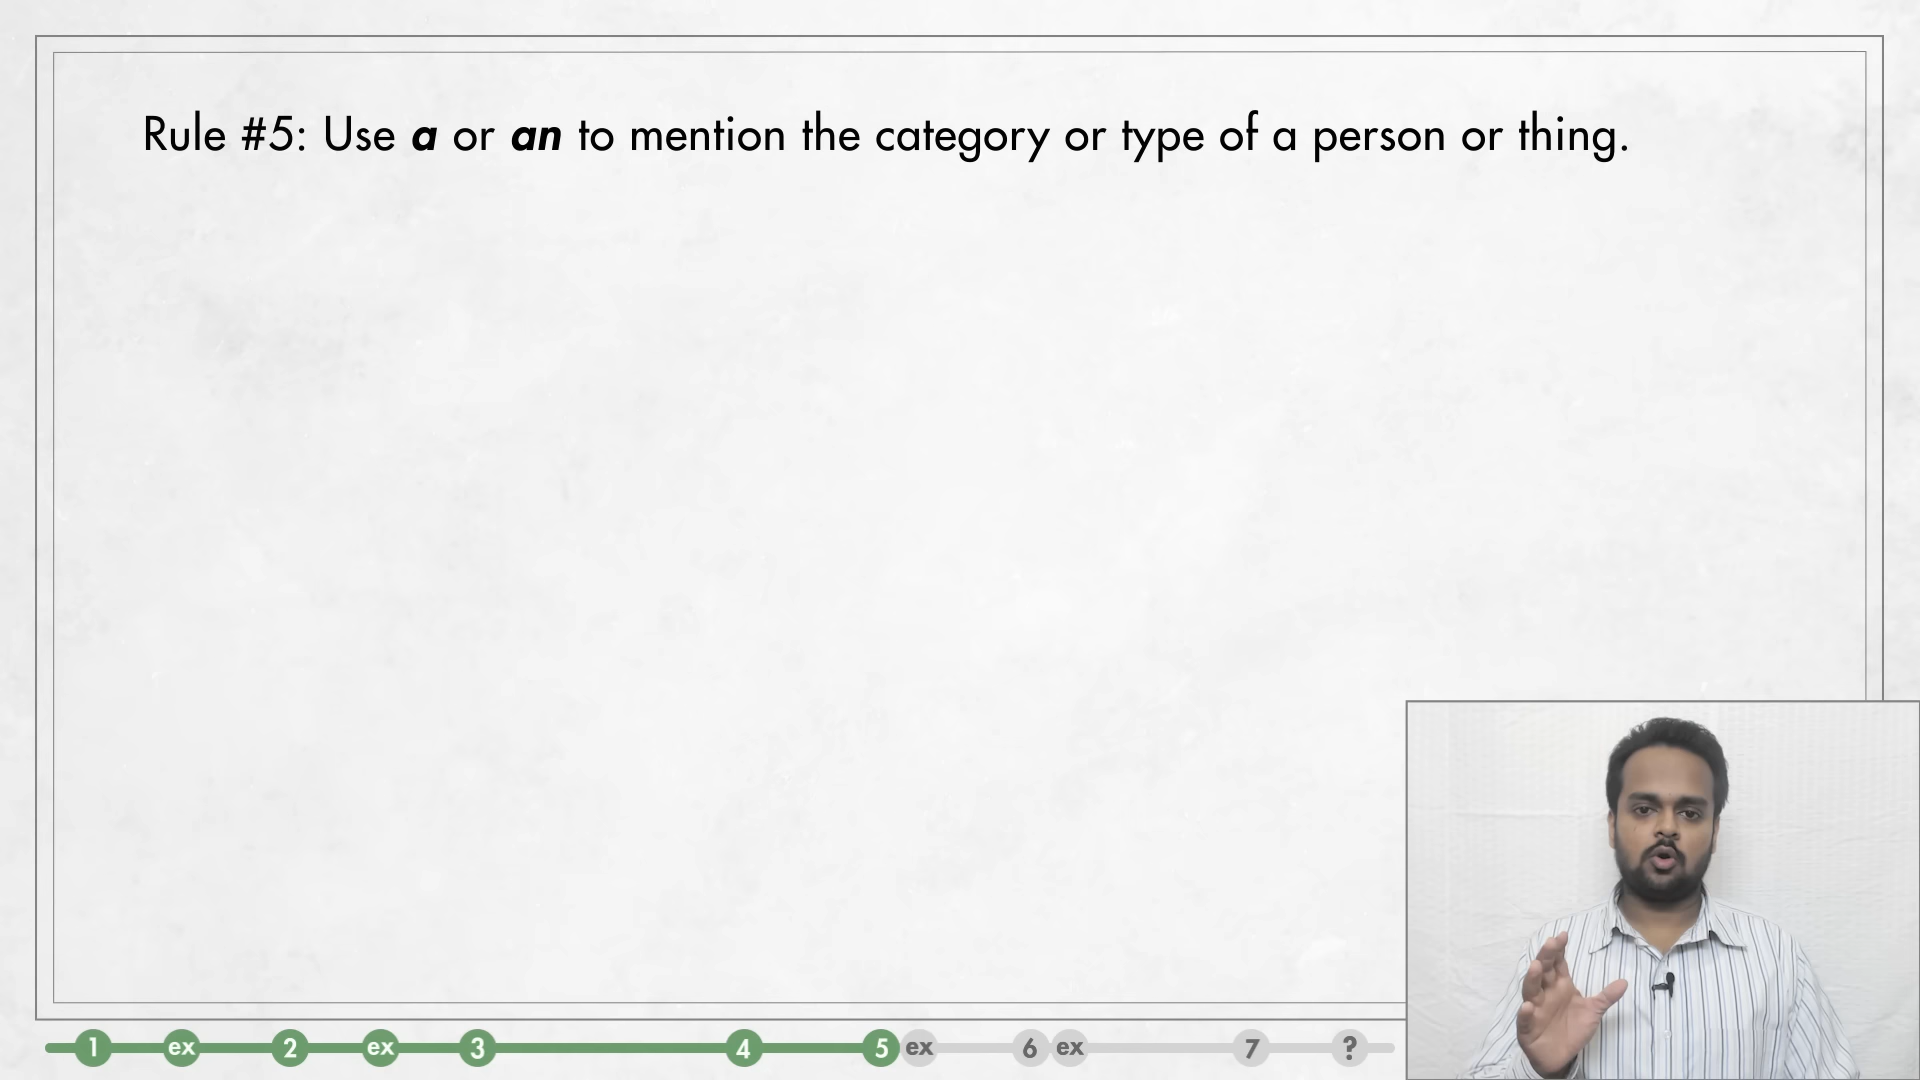 Rule #5: Use a or an to mention the category or type of a person or thing.
1 ex 2 ex 3 4 5 ex 6 ex 7 ?